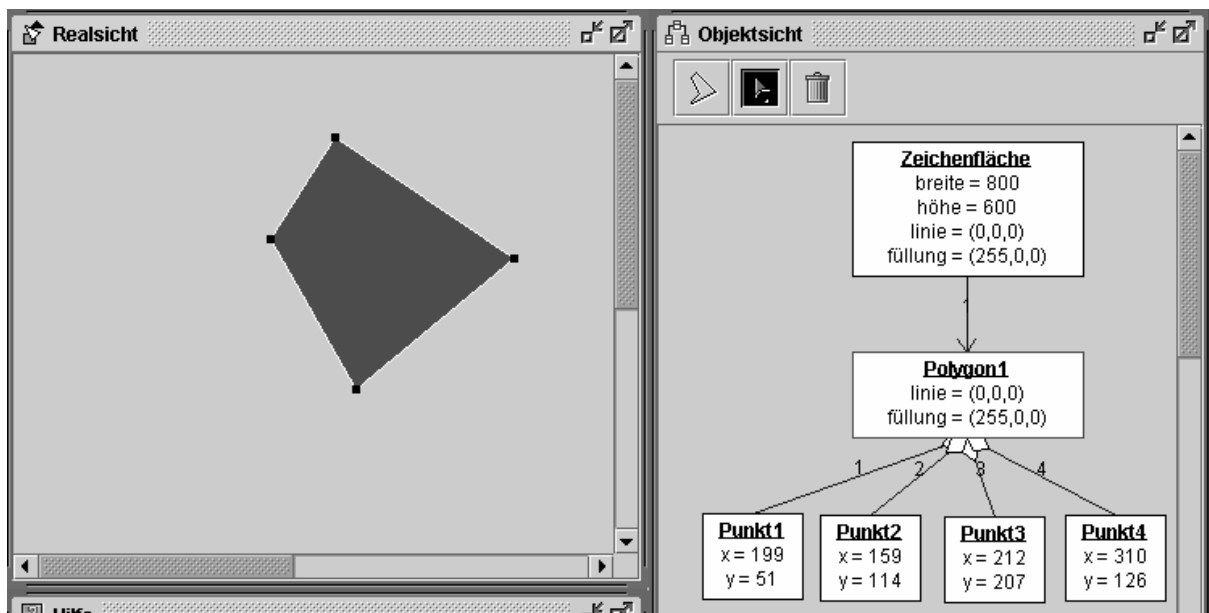 Realsicht
Objektsicht
Zeichenfläche
breite = 800
höhe = 600
linie = (0,0,0)
füllung = (255,0,0)
1
Polygon1
linie = (0,0,0)
füllung = (255,0,0)
1 2 3 4
Punkt1
x = 199
y = 51
Punkt2
x = 159
y = 114
Punkt3
x = 212
y = 207
Punkt4
x = 310
y = 126
Hilfe